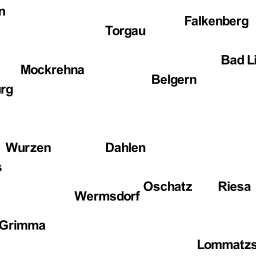 n
Falkenberg
Torgau
Bad Li
Mockrehna
Belgern
rg
Wurzen
Dahlen
s
Oschatz
Riesa
Wermsdorf
Grimma
Lommatzs